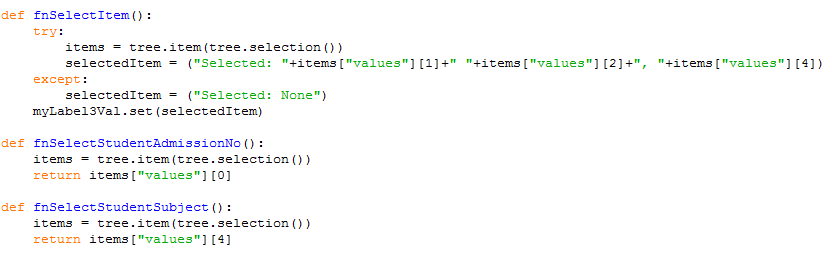 def fnSelectItem():
    try:
        items = tree.item(tree.selection())
        selectedItem = ("Selected: "+items["values"][1]+" "+items["values"][2]+", "+items["values"][4])
    except:
        selectedItem = ("Selected: None")
    myLabel3Val.set(selectedItem)

def fnSelectStudentAdmissionNo():
    items = tree.item(tree.selection())
    return items["values"][0]

def fnSelectStudentSubject():
    items = tree.item(tree.selection())
    return items["values"][4]